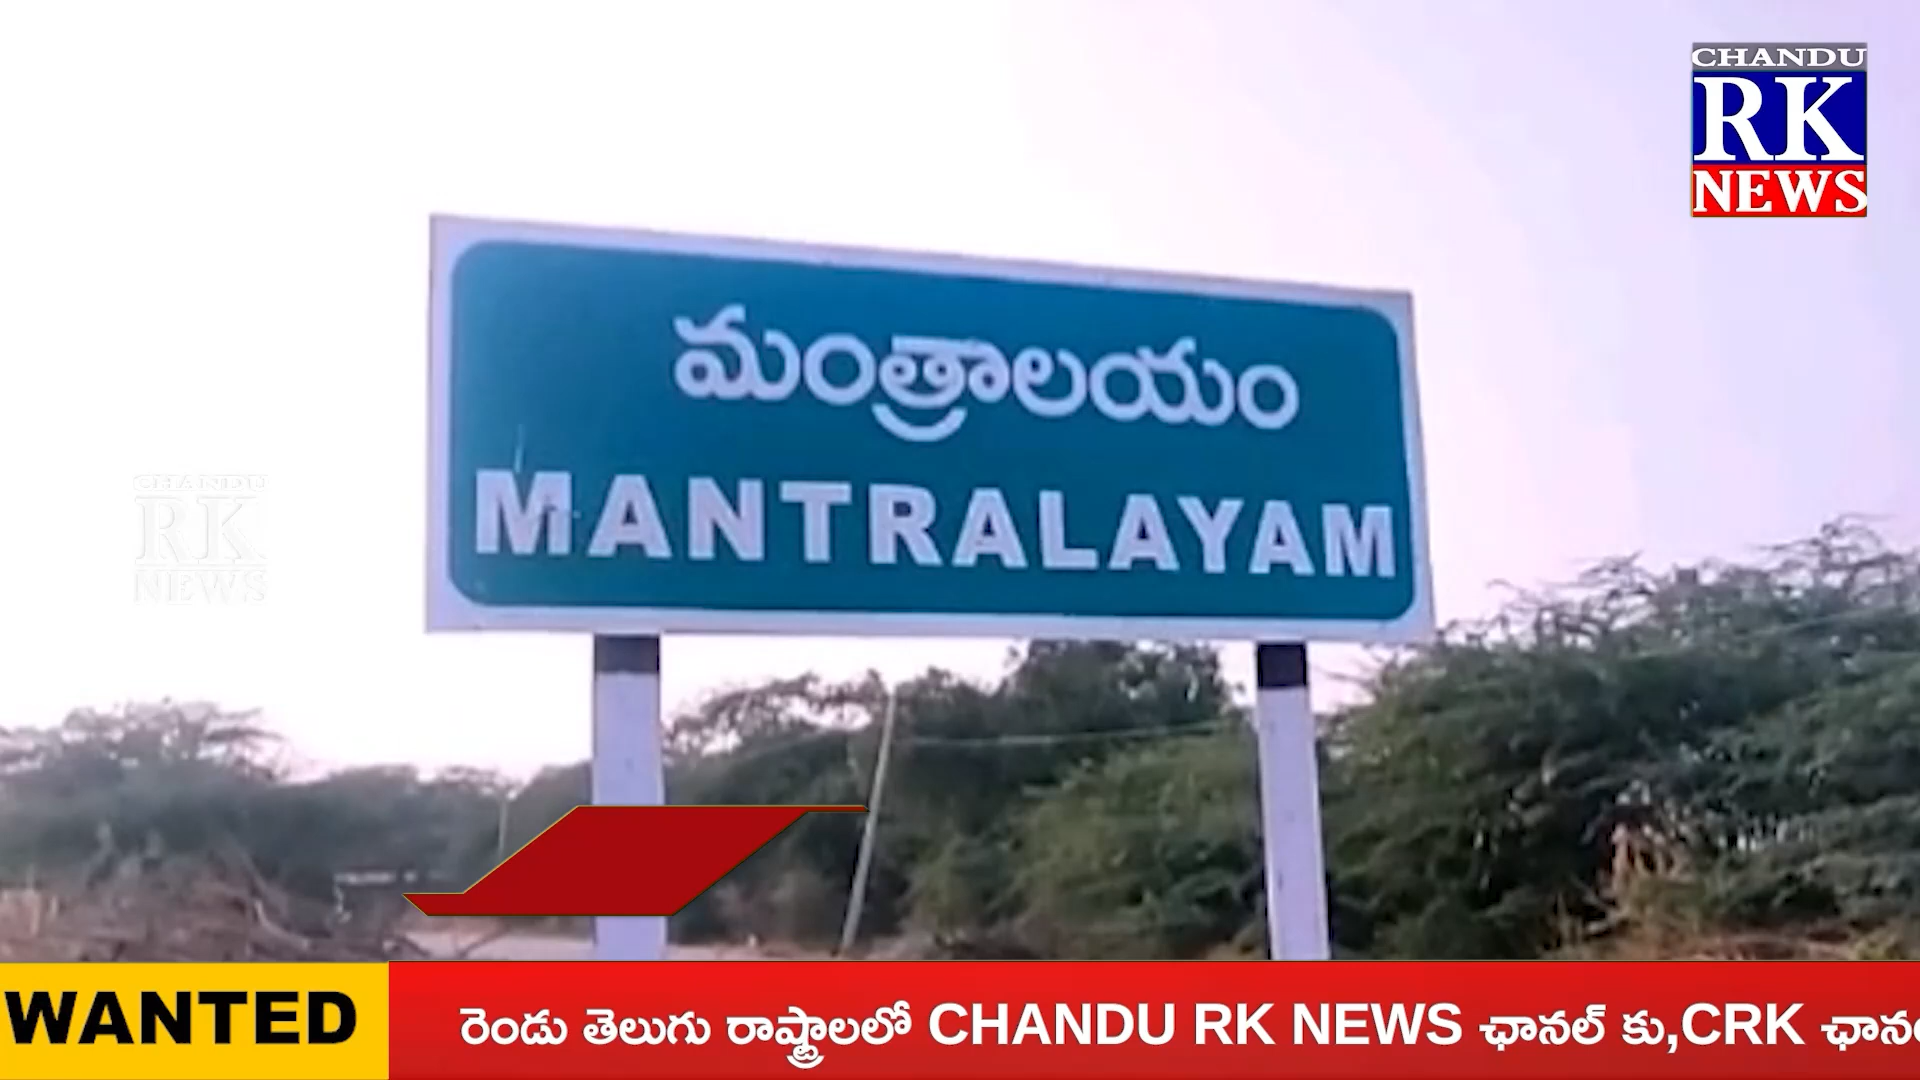 CHANDU
RK
NEWS
మంత్రాలయం
MANTRALAYAM
CHANDU
RK
NEWS
WANTED
రెండు తెలుగు రాష్ట్రాలలో CHANDU RK NEWS ఛానల్ కు,CRK